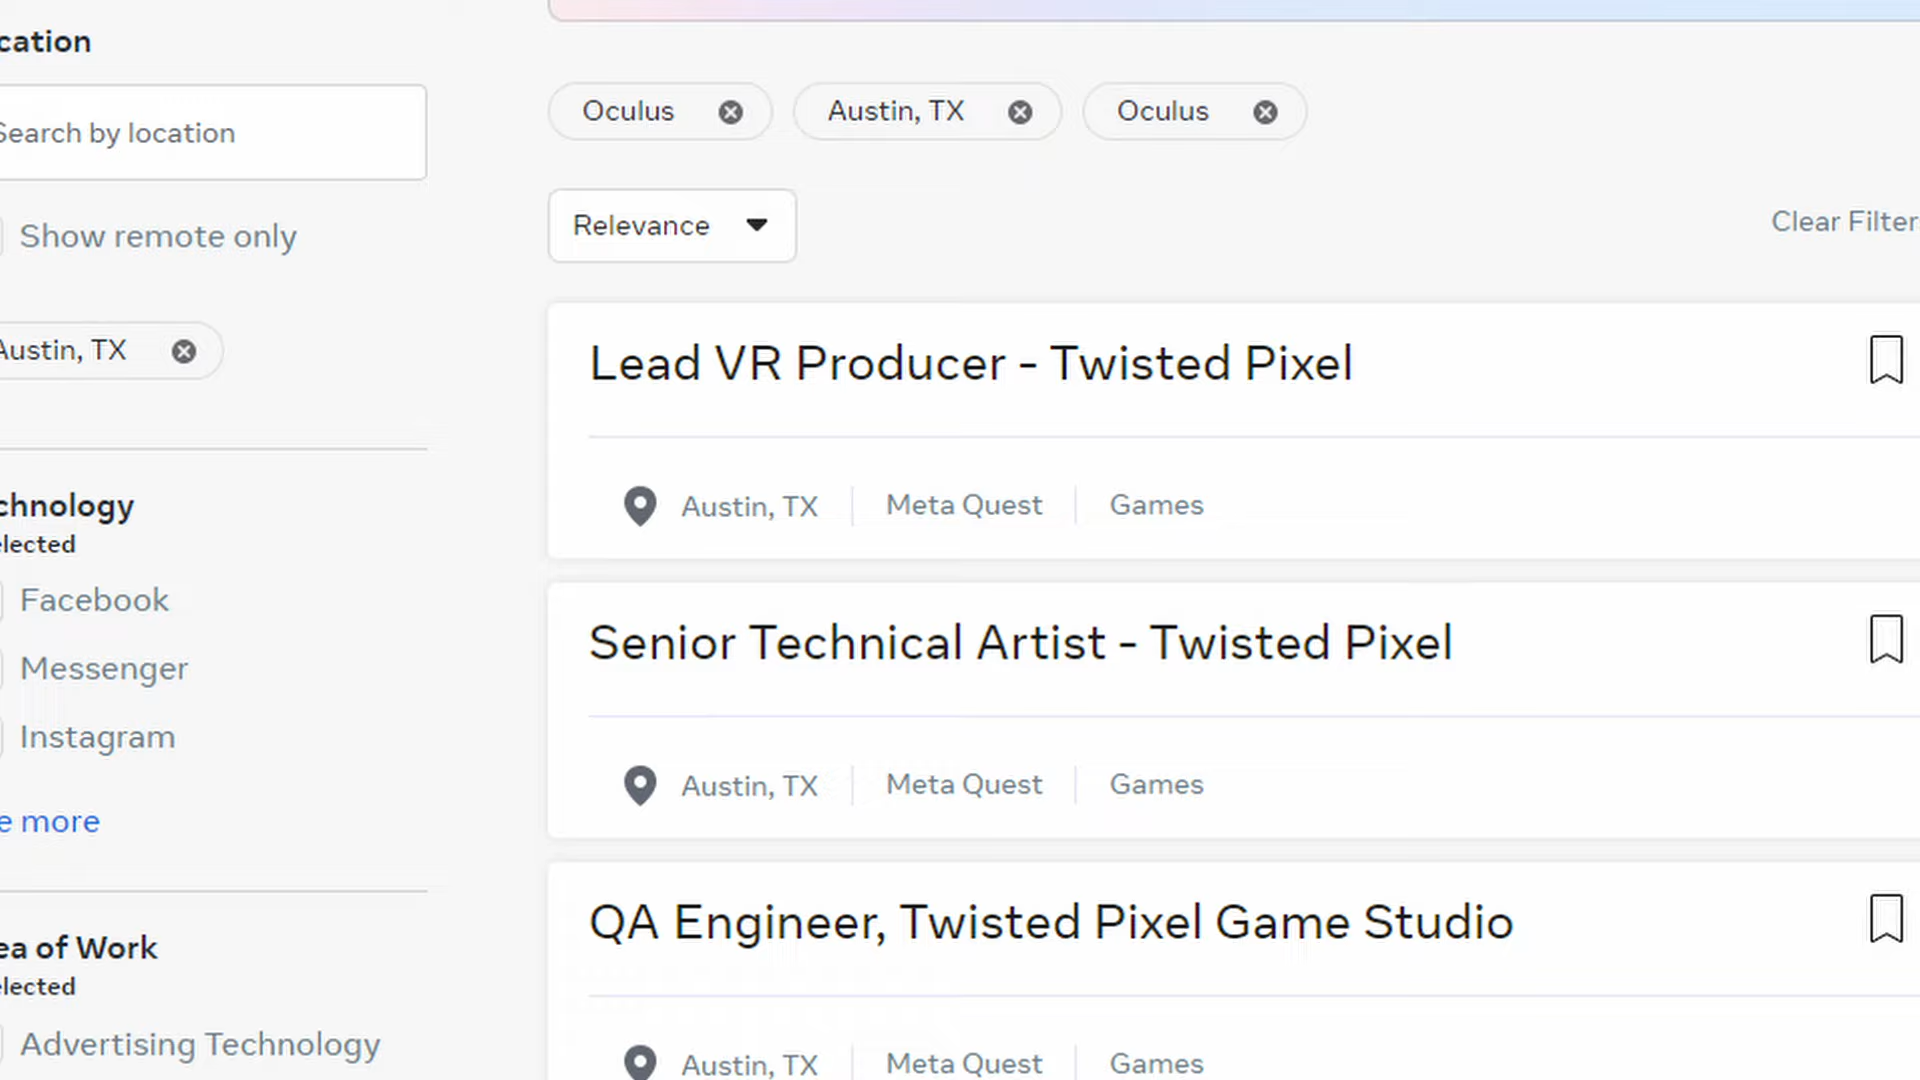 cation
Search by location
Show remote only
Austin, TX
chnology
elected
Facebook
Messenger
Instagram
e more
ea of Work
elected
Advertising Technology
Oculus
Austin, TX
Oculus
Relevance
Clear Filter
Lead VR Producer - Twisted Pixel
Austin, TX Meta Quest Games
Senior Technical Artist - Twisted Pixel
Austin, TX Meta Quest Games
QA Engineer, Twisted Pixel Game Studio
Austin, TX Meta Quest Games